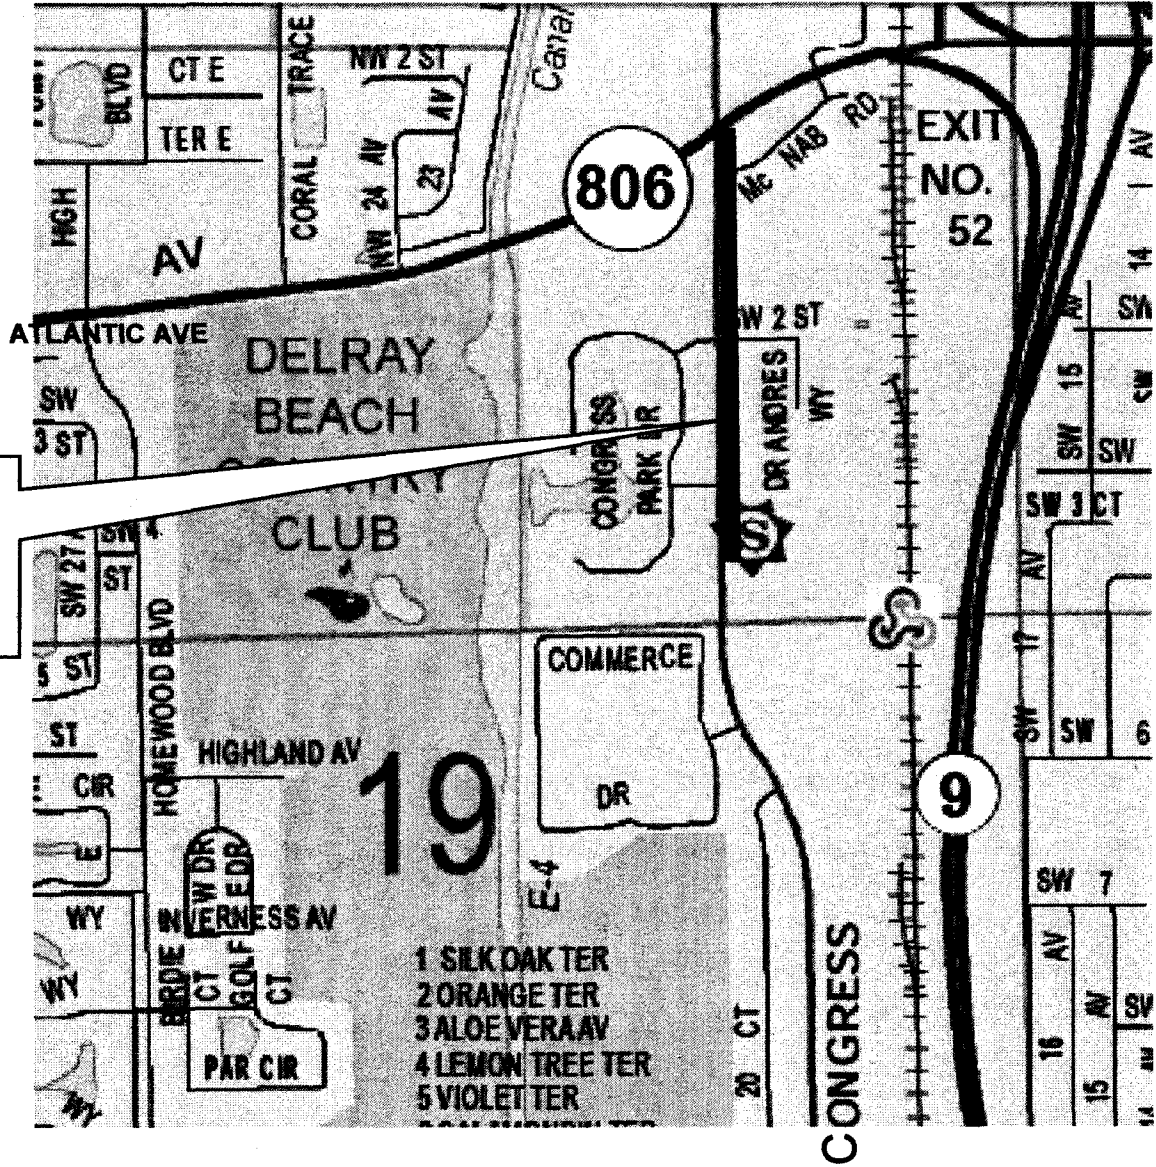 CT E
BLVD
TER E
HIGH
CORAL TRACE
NW 2 ST
AV
23
NW 24 AV
Canal
806
Mc NAB RD
EXIT
NO.
52
AV
14
AV
ATLANTIC AVE
DELRAY
BEACH
CLUB
SW
3 ST
SW 4
ST
SW 27
5 ST
ST
CIR
HOMEWOOD BLVD
SW 2 ST
DR ANDRES
WY
CONGRESS
PARK DR
S
AV
SW
15
SW
SW
SW
SW 3 CT
AV
17
SW
SW
6
COMMERCE
DR
HIGHLAND AV
19
9
W DR
E DR
INVERNESS AV
WY
WY
WY
BIRDIE
CT
GOLF
CT
PAR CIR
E-4
1 SILK OAK TER
2 ORANGE TER
3 ALOE VERA AV
4 LEMON TREE TER
5 VIOLET TER
20 CT
CONGRESS
SW 7
AV
16
AV
15